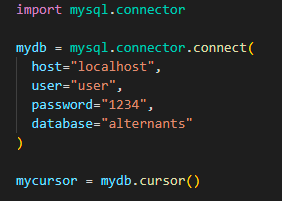 import mysql.connector
mydb = mysql.connector.connect(
host="localhost",
user="user",
password="1234",
database="alternants"
)
mycursor = mydb.cursor()